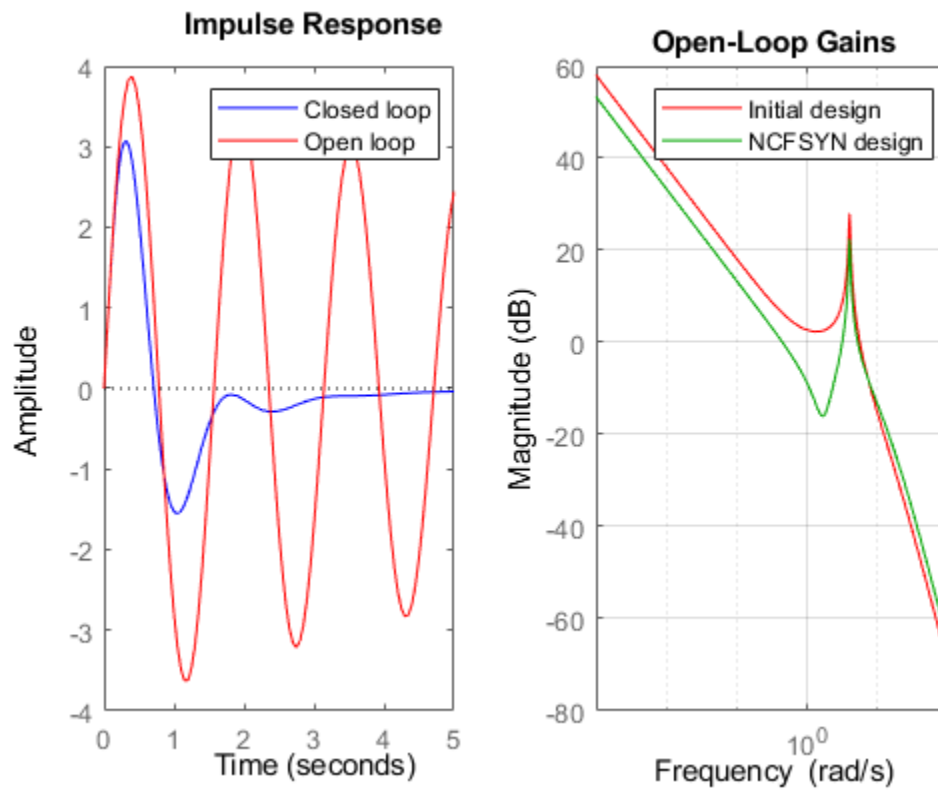 Impulse Response
Closed loop
Open loop
4
3
2
1
0
-1
-2
-3
-4
0
1
2
3
4
5
Amplitude
Time (seconds)
Open-Loop Gains
Initial design
NCFSYN design
60
40
20
0
-20
-40
-60
-80
10⁰
Magnitude (dB)
Frequency (rad/s)